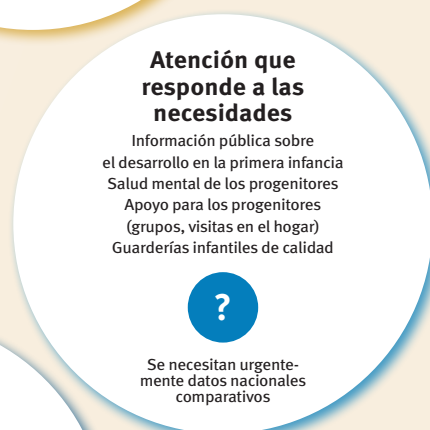 Atención que
responde a las
necesidades
Información pública sobre
el desarrollo en la primera infancia
Salud mental de los progenitores
Apoyo para los progenitores
(grupos, visitas en el hogar)
Guarderías infantiles de calidad
?
Se necesitan urgente-
mente datos nacionales
comparativos